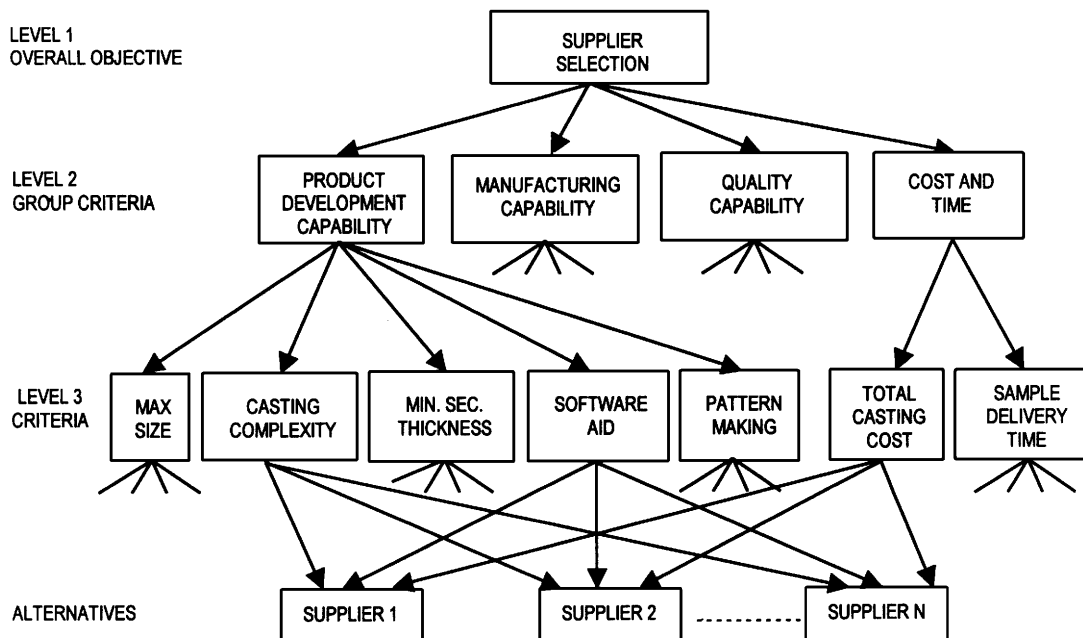 LEVEL 1
OVERALL OBJECTIVE
SUPPLIER
SELECTION
LEVEL 2
GROUP CRITERIA
PRODUCT
DEVELOPMENT
CAPABILITY
MANUFACTURING
CAPABILITY
QUALITY
CAPABILITY
COST AND
TIME
LEVEL 3
CRITERIA
MAX
SIZE
CASTING
COMPLEXITY
MIN. SEC.
THICKNESS
SOFTWARE
AID
PATTERN
MAKING
TOTAL
CASTING
COST
SAMPLE
DELIVERY
TIME
ALTERNATIVES
SUPPLIER 1
SUPPLIER 2
SUPPLIER N